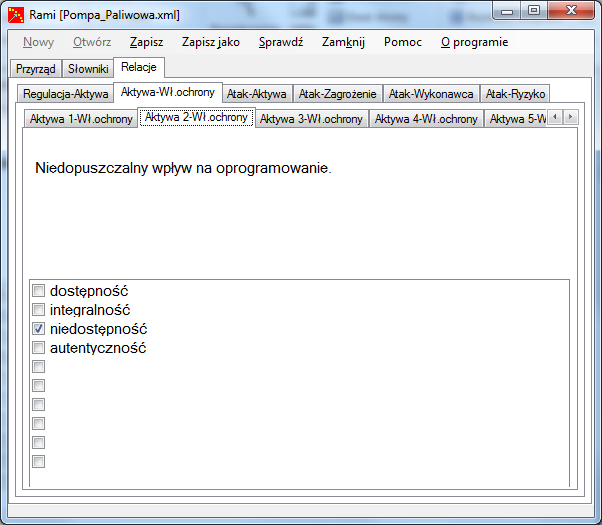 Rami [Pompa_Paliwowa.xml]
Nowy Otwórz Zapisz Zapisz jako Sprawdź Zamknij Pomoc O programie
Przyrząd Słowniki Relacje
Regulacja-Aktywa Aktywa-Wł.ochrony Atak-Aktywa Atak-Zagrożenie Atak-Wykonawca Atak-Ryzyko
Aktywa 1-Wł.ochrony Aktywa 2-Wł.ochrony Aktywa 3-Wł.ochrony Aktywa 4-Wł.ochrony Aktywa 5-W
Niedopuszczalny wpływ na oprogramowanie.
dostępność
integralność
niedostępność
autentyczność